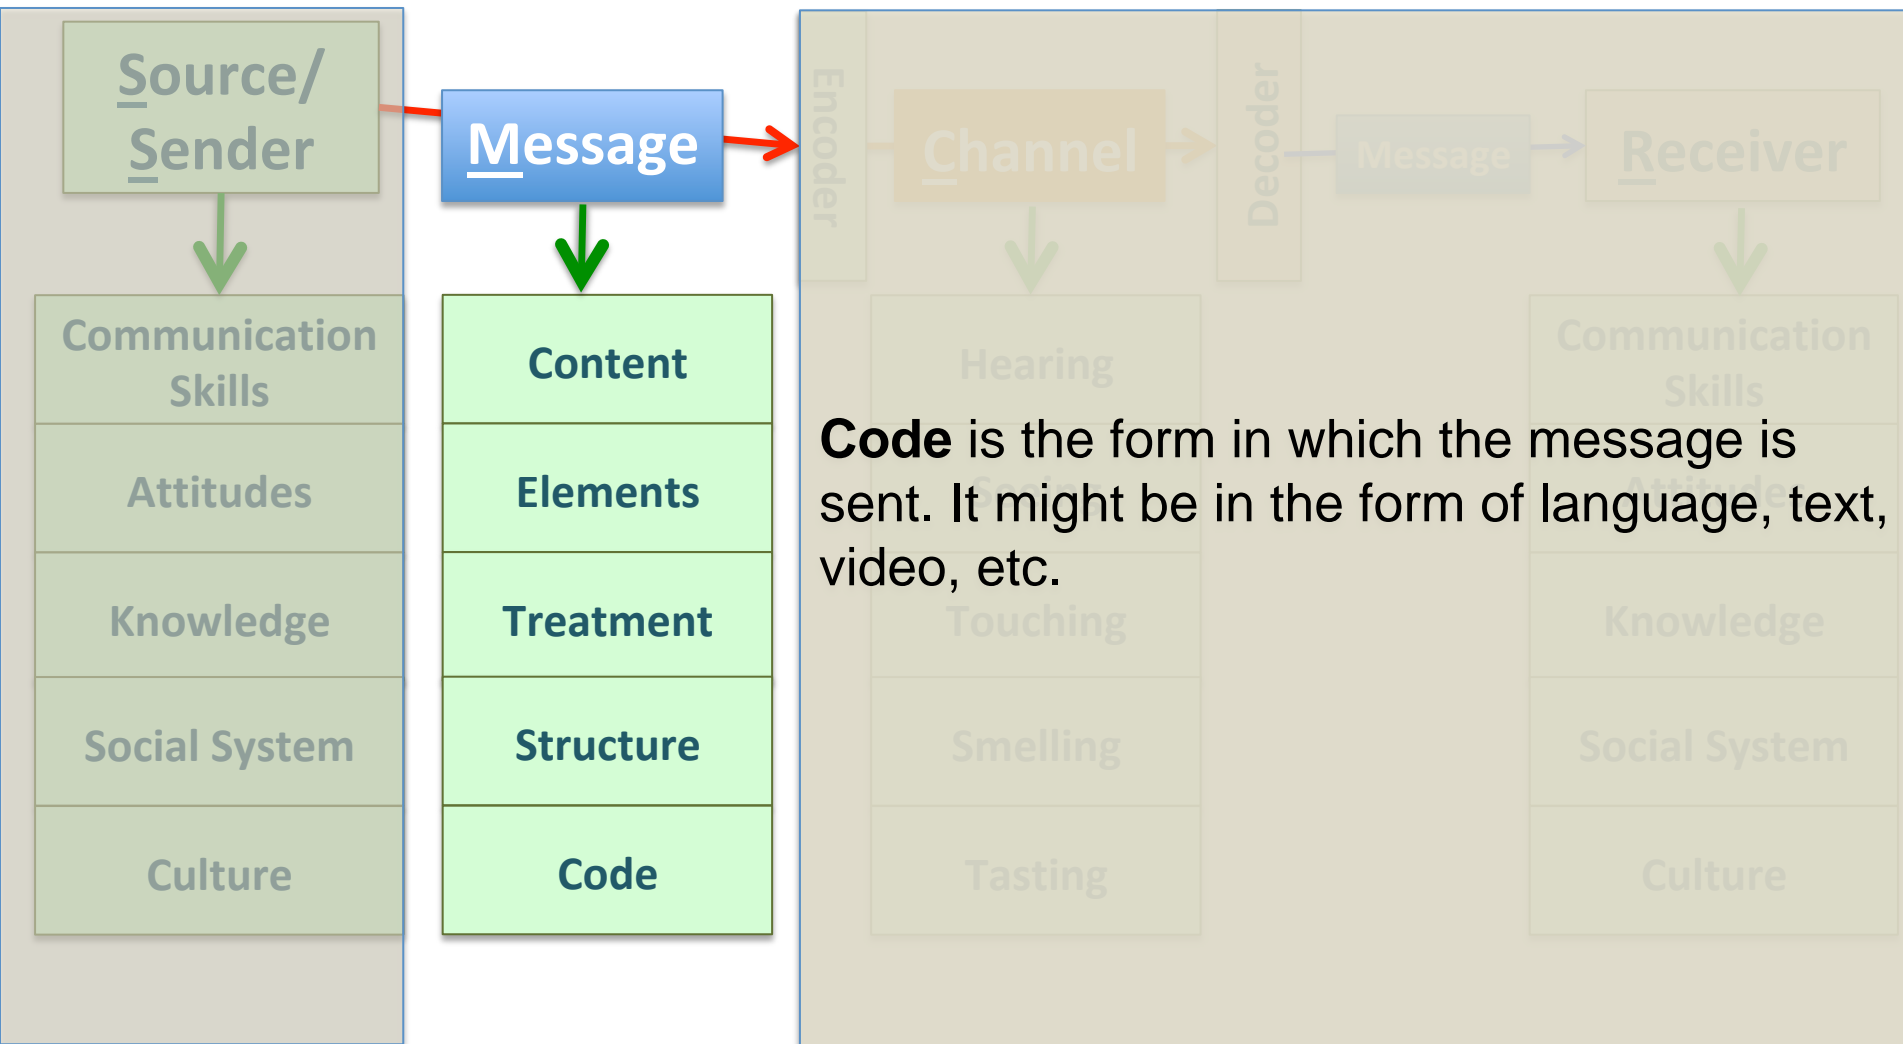 Source/
Sender
Message
Encoder
Channel
Decoder
Message
Receiver
Communication
Skills
Attitudes
Knowledge
Social System
Culture
Content
Elements
Treatment
Structure
Code
Hearing
Seeing
Touching
Smelling
Tasting
Communication
Skills
Attitudes
Knowledge
Social System
Culture
Code is the form in which the message is
sent. It might be in the form of language, text,
video, etc.